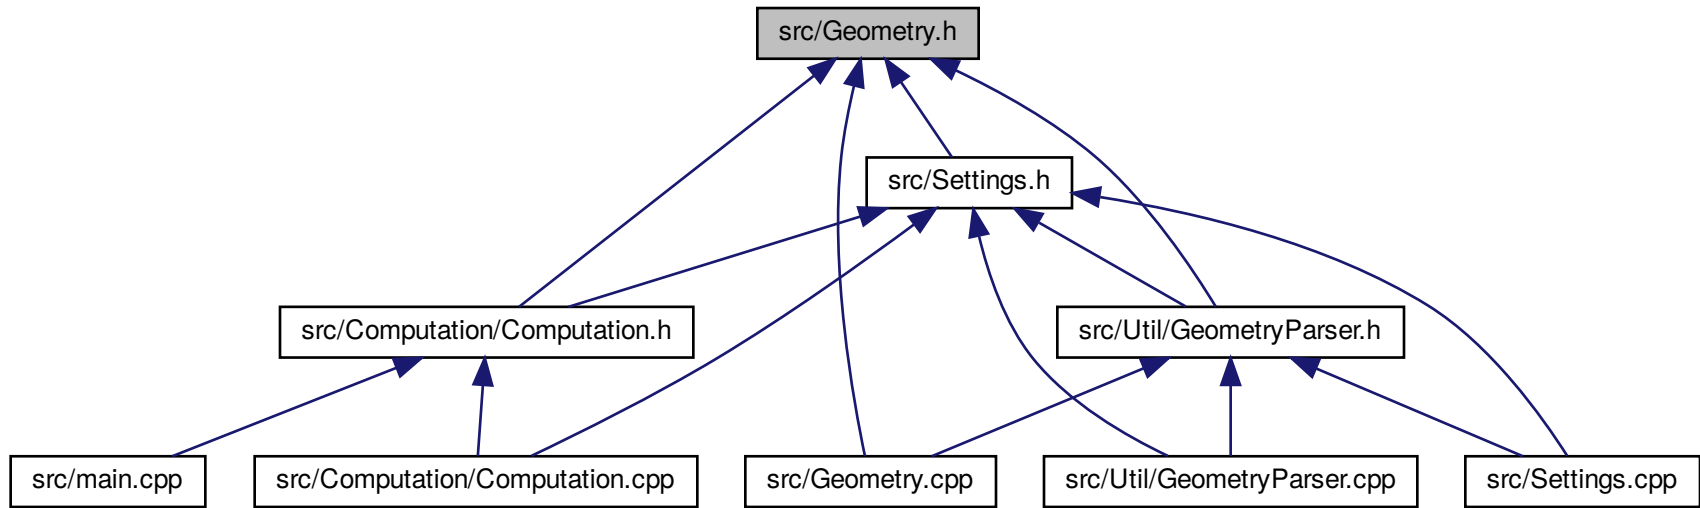 src/Geometry.h
src/Settings.h
src/Computation/Computation.h
src/Util/GeometryParser.h
src/main.cpp
src/Computation/Computation.cpp
src/Geometry.cpp
src/Util/GeometryParser.cpp
src/Settings.cpp